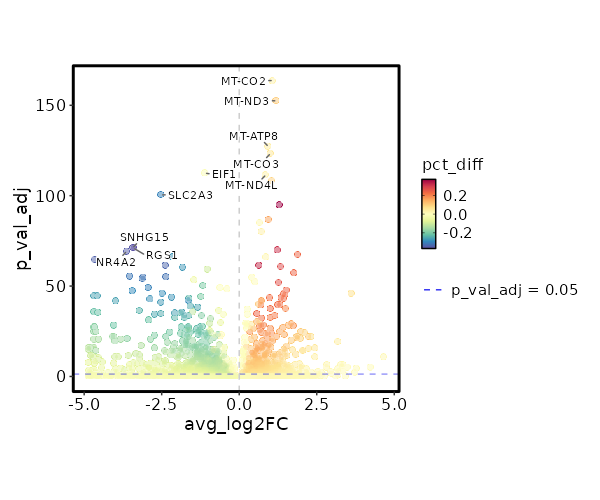 MT-CO2
MT-ND3
MT-ATP8
MT-CO3
EIF1
MT-ND4L
SLC2A3
SNHG15
RGS1
NR4A2
150
100
50
0
-5.0
-2.5
0.0
2.5
5.0
avg_log2FC
p_val_adj
pct_diff
0.2
0.0
-0.2
p_val_adj = 0.05